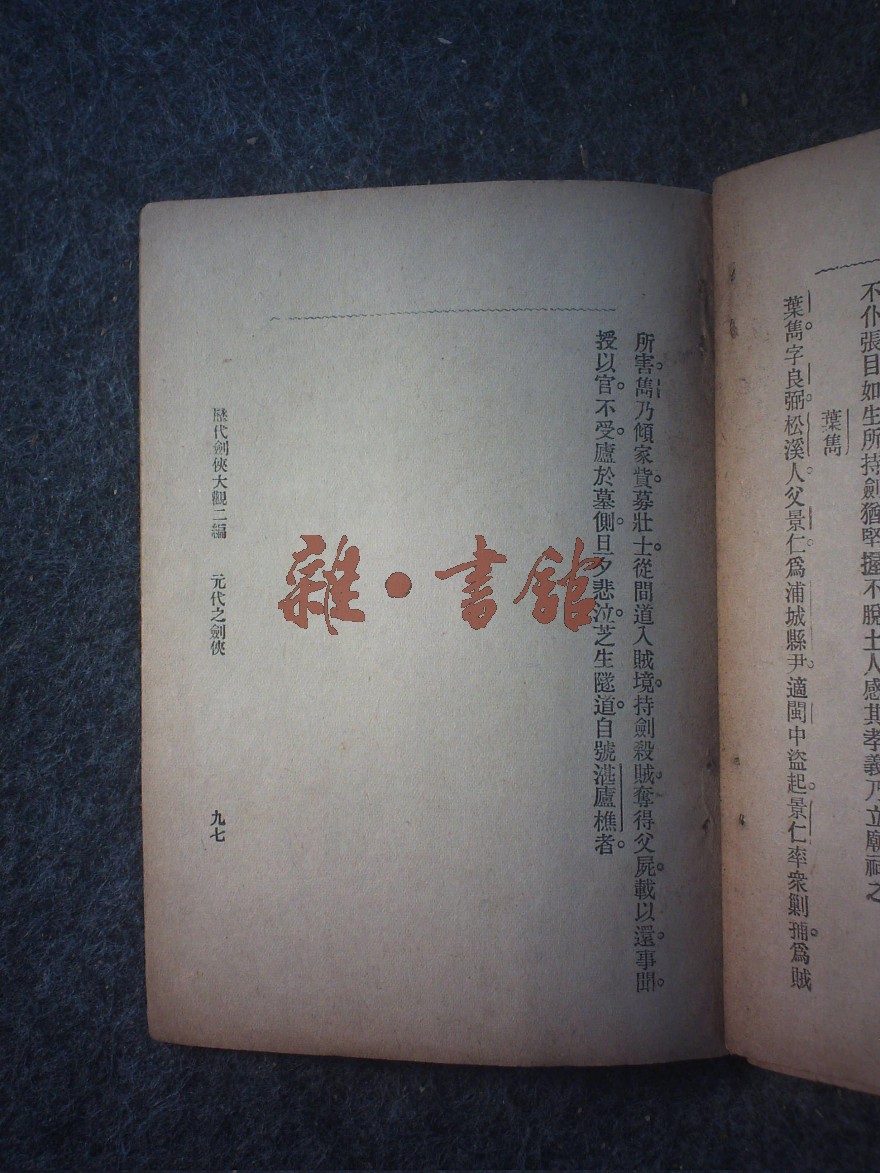 不仆張目如生所持劍猶堅握不脫土人感其孝義乃立廟祠之
葉雋
葉雋。字良弼。松溪人。父景仁。爲浦城縣尹。適閩中盜起。景仁率衆剿捕。爲賊
所害。雋乃傾家貲。募壯士。從間道入賊境。持劍殺賊。奪得父屍。載以還。事聞。
授以官。不受。廬於墓側。旦夕悲泣。芝生隧道。自號湛廬樵者。
歷代劍俠大觀二編 元代之劍俠 九七
雜·書館